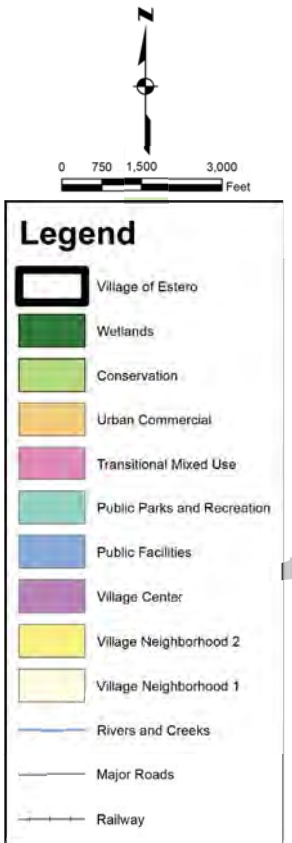 N
0 750 1,500 3,000
Feet
Legend
Village of Estero
Wetlands
Conservation
Urban Commercial
Transitional Mixed Use
Public Parks and Recreation
Public Facilities
Village Center
Village Neighborhood 2
Village Neighborhood 1
Rivers and Creeks
Major Roads
Railway